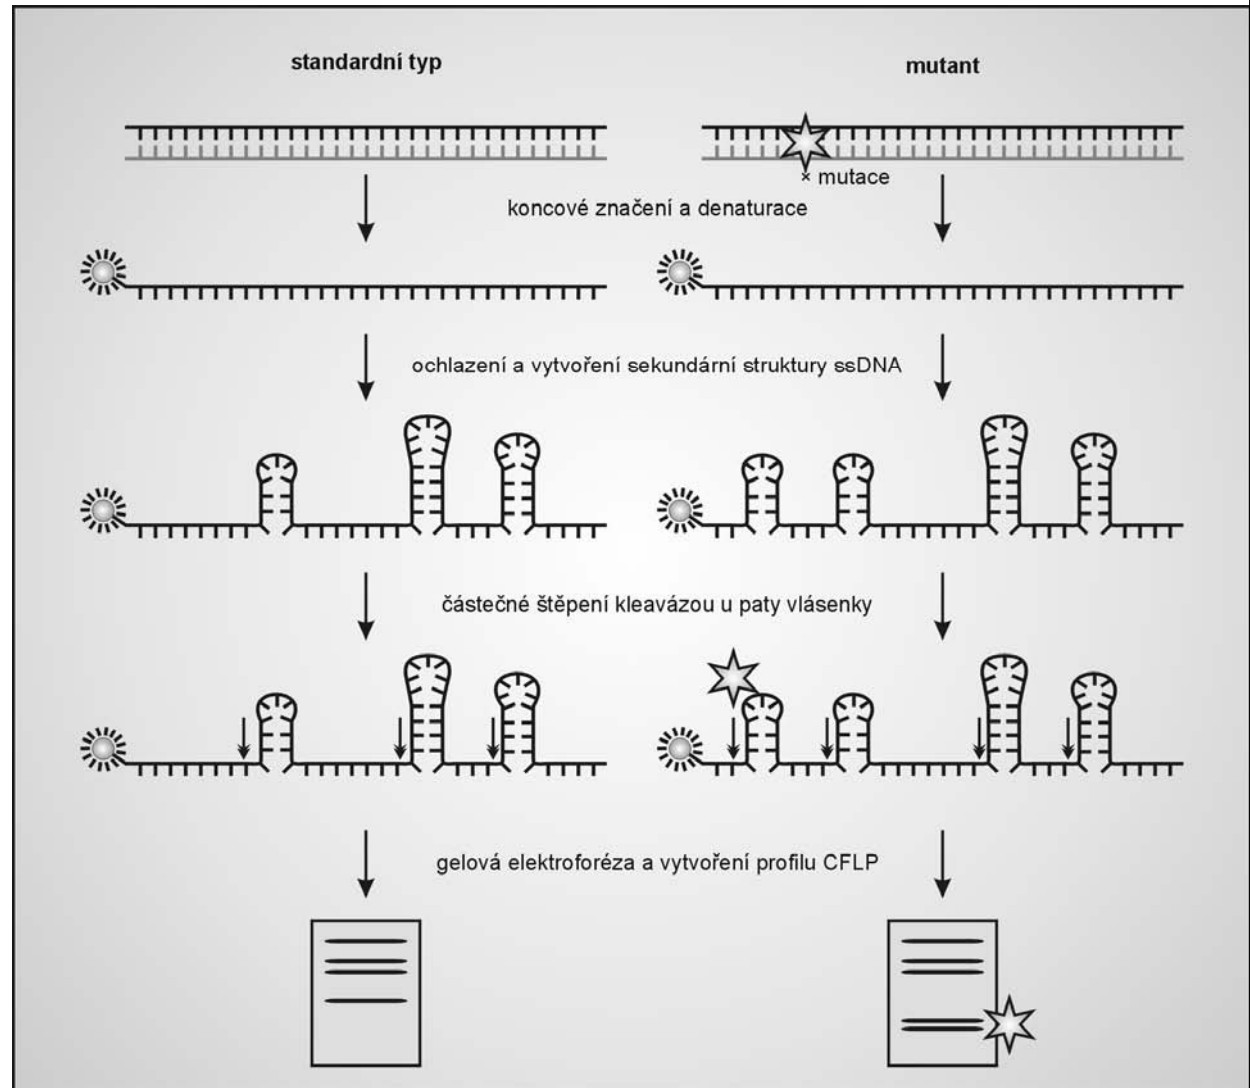 standardní typ
mutant
× mutace
koncové značení a denaturace
ochlazení a vytvoření sekundární struktury ssDNA
částečné štěpení kleavázou u paty vlásenky
gelová elektroforéza a vytvoření profilu CFLP